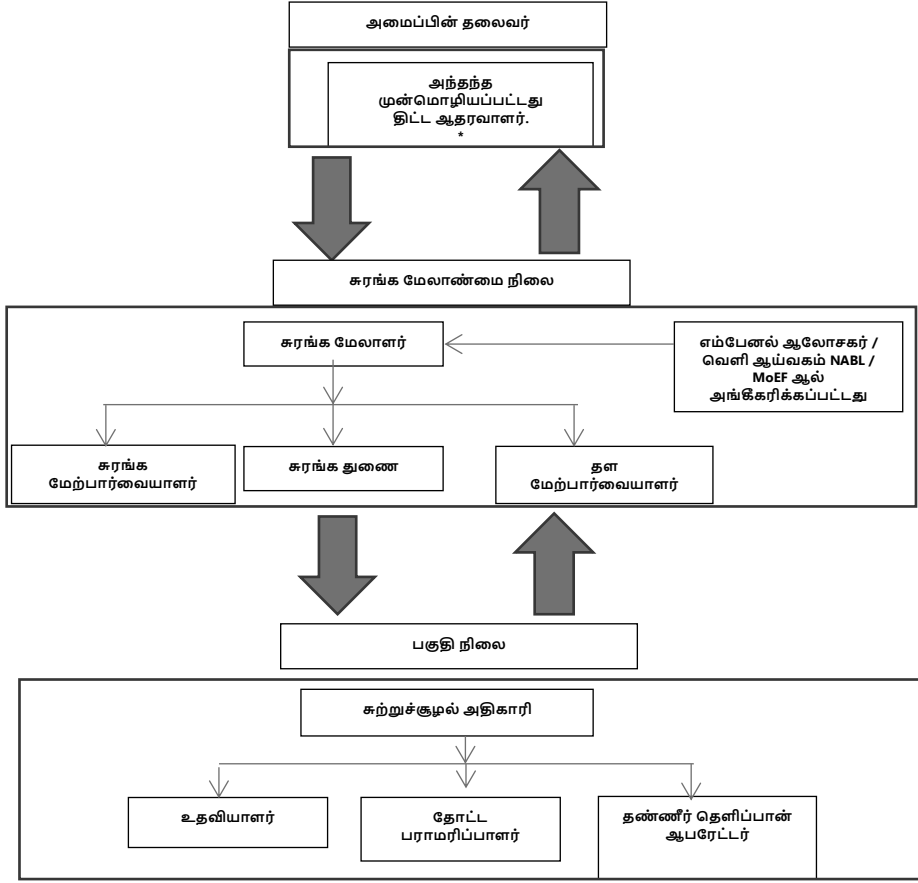 அமைப்பின் தலைவர்
அந்தந்த
முன்மொழியப்பட்டது
திட்ட ஆதரவாளர்.
*
சுரங்க மேலாண்மை நிலை
சுரங்க மேலாளர்
எம்பேனல் ஆலோசகர் /
வெளி ஆய்வகம் NABL /
MoEF ஆல்
அங்கீகரிக்கப்பட்டது
சுரங்க
மேற்பார்வையாளர்
சுரங்க துணை
தள
மேற்பார்வையாளர்
பகுதி நிலை
சுற்றுச்சூழல் அதிகாரி
உதவியாளர்
தோட்ட
பராமரிப்பாளர்
தண்ணீர் தெளிப்பான்
ஆபரேட்டர்